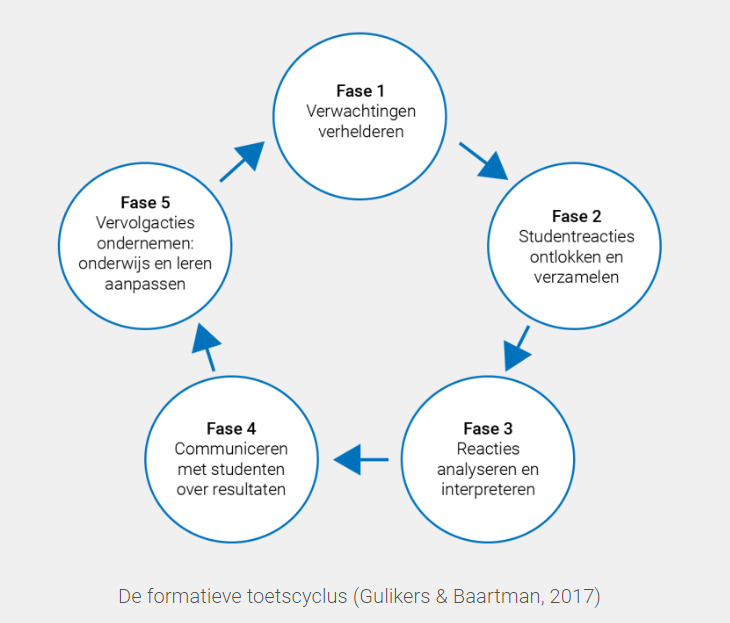 Fase 1
Verwachtingen
verhelderen
Fase 2
Studentreacties
ontlokken en
verzamelen
Fase 3
Reacties
analyseren en
interpreteren
Fase 4
Communiceren
met studenten
over resultaten
Fase 5
Vervolgacties
ondernemen:
onderwijs en leren
aanpassen
De formatieve toetscyclus (Gulikers & Baartman, 2017)